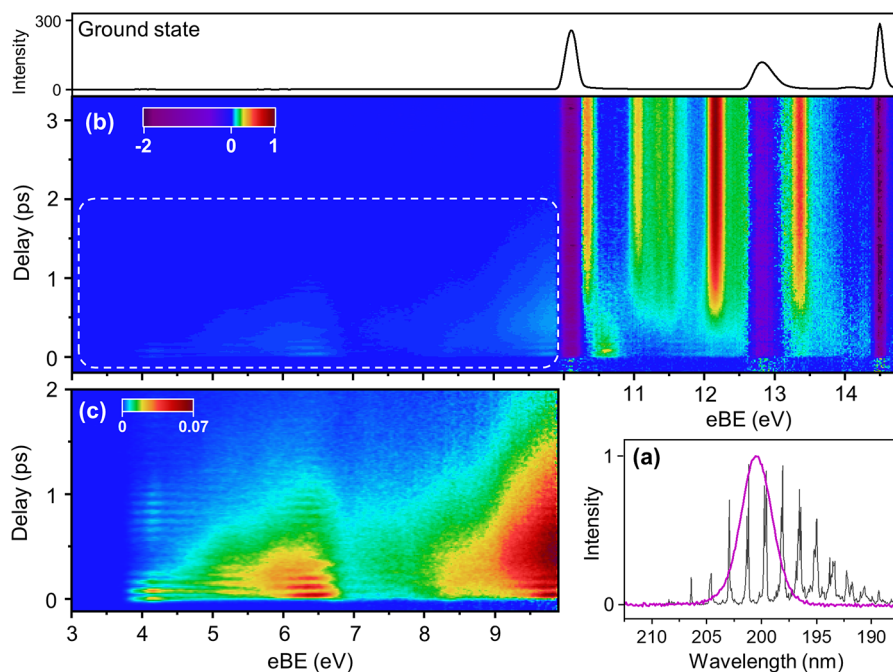 300
Ground state
Intensity
0
(b)
-2 0 1
3
2
1
0
Delay (ps)
11 12 13 14
eBE (eV)
2
(c)
0 0.07
1
0
Delay (ps)
3 4 5 6 7 8 9
eBE (eV)
(a)
1
Intensity
0
210 205 200 195 190
Wavelength (nm)